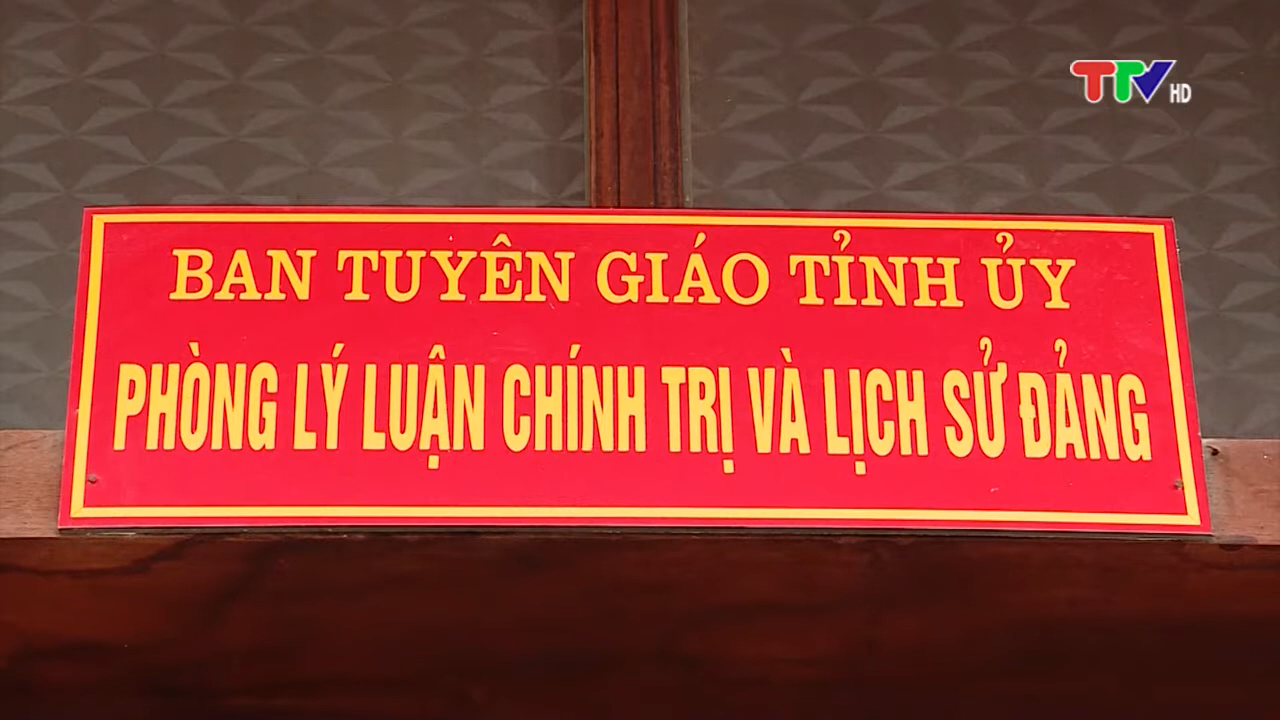 TTV HD
BAN TUYÊN GIÁO TỈNH ỦY
PHÒNG LÝ LUẬN CHÍNH TRỊ VÀ LỊCH SỬ ĐẢNG